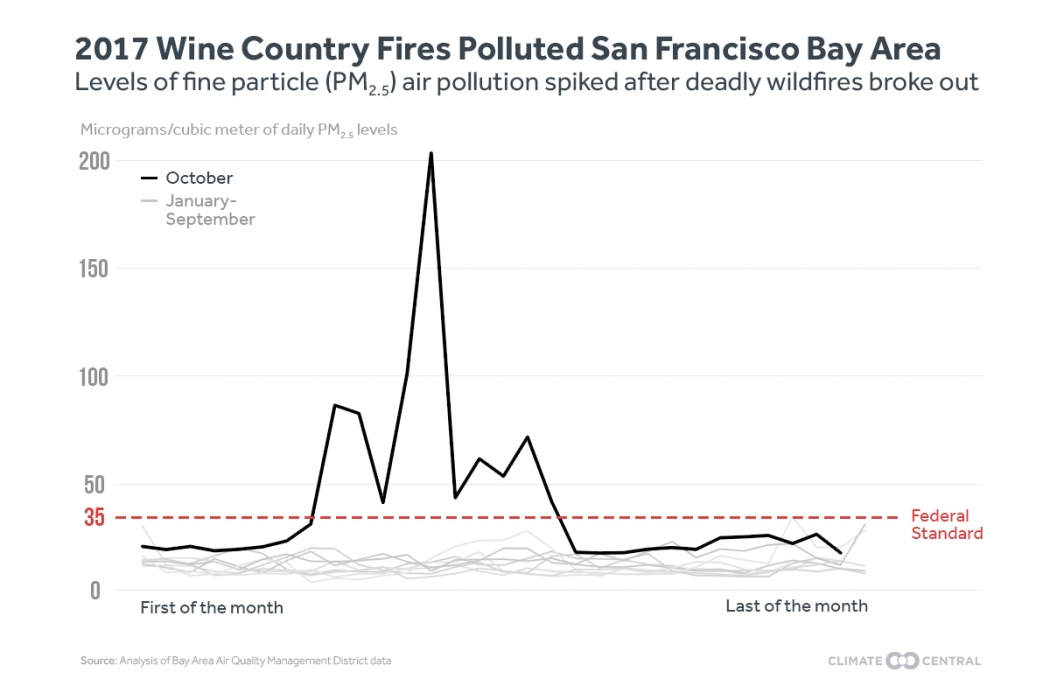 2017 Wine Country Fires Polluted San Francisco Bay Area
Levels of fine particle (PM2.5) air pollution spiked after deadly wildfires broke out
Micrograms/cubic meter of daily PM2.5 levels
200
October
January-
September
150
100
50
35
Federal
Standard
0
First of the month
Last of the month
Source: Analysis of Bay Area Air Quality Management District data
CLIMATE CENTRAL